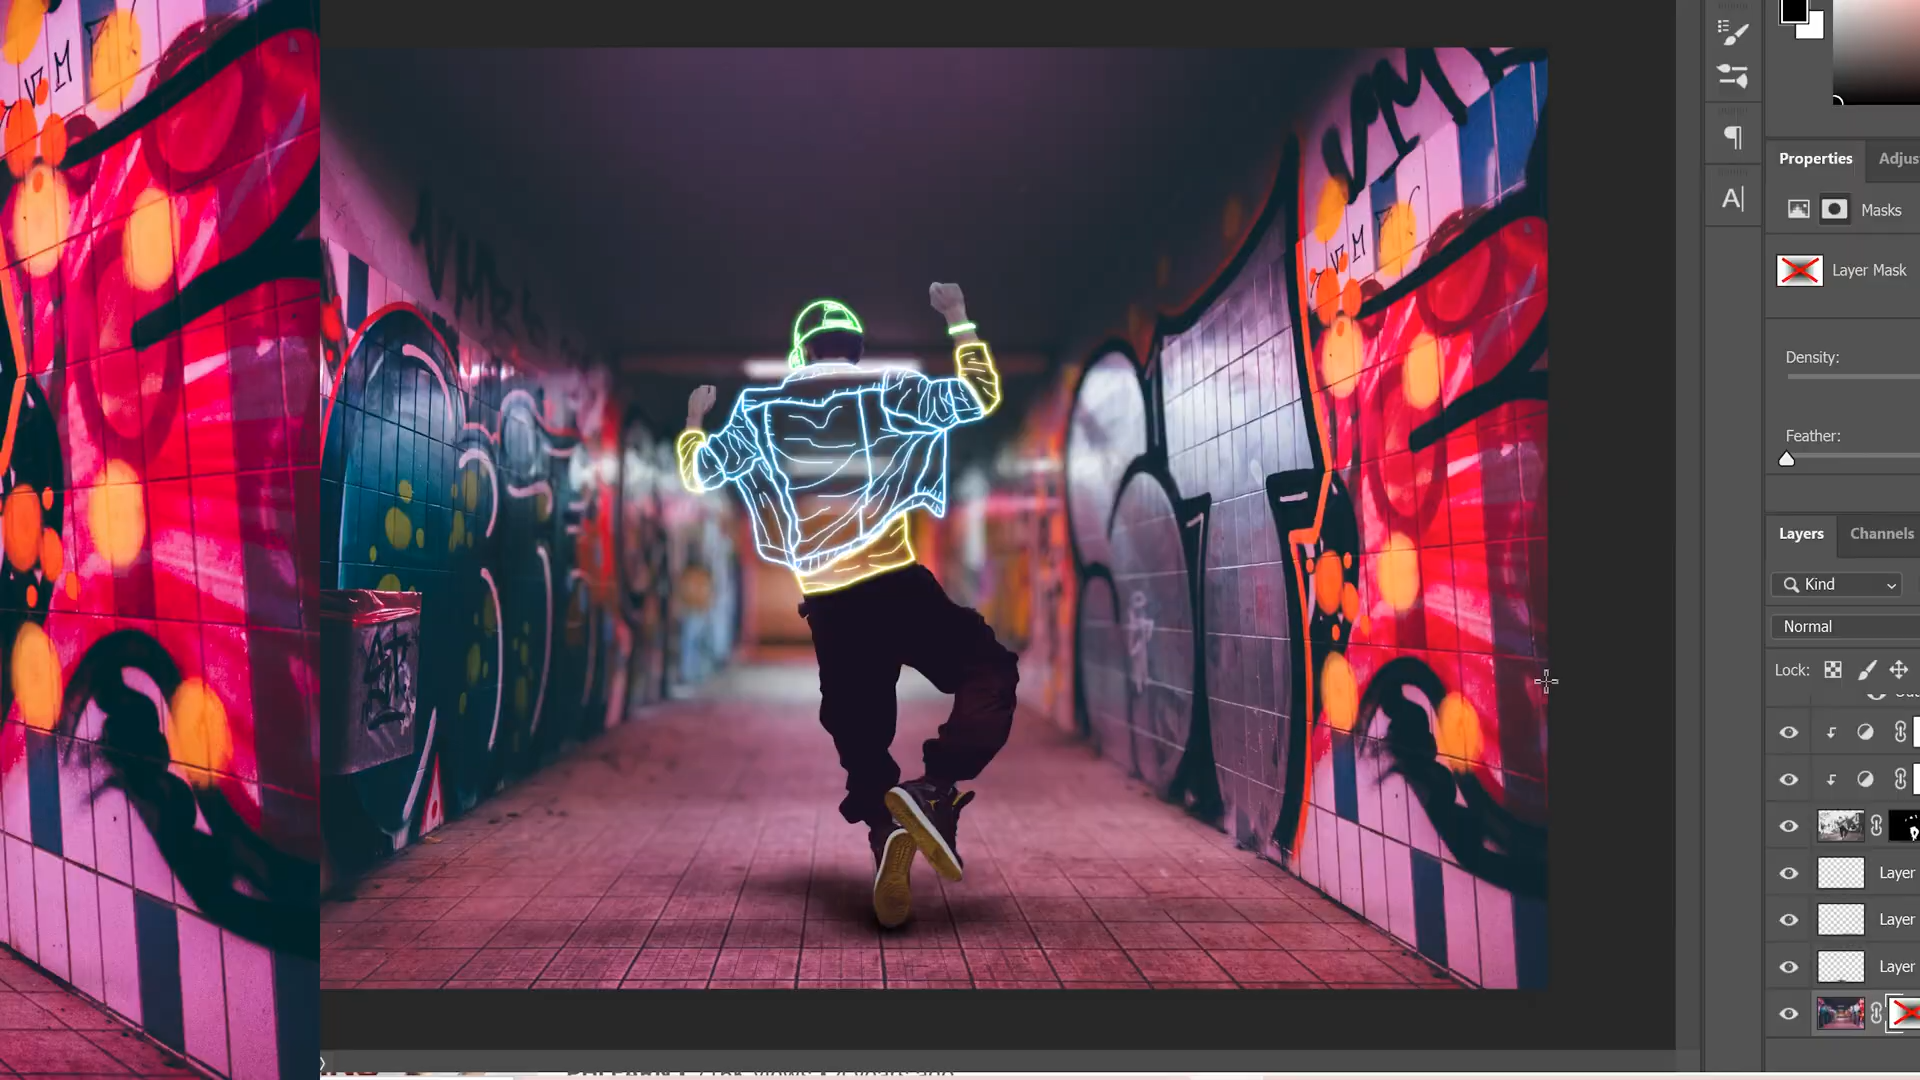 Properties
Adjus
Masks
Layer Mask
Density:
Feather:
Layers
Channels
Kind
Normal
Lock:
Layer
Layer
Layer